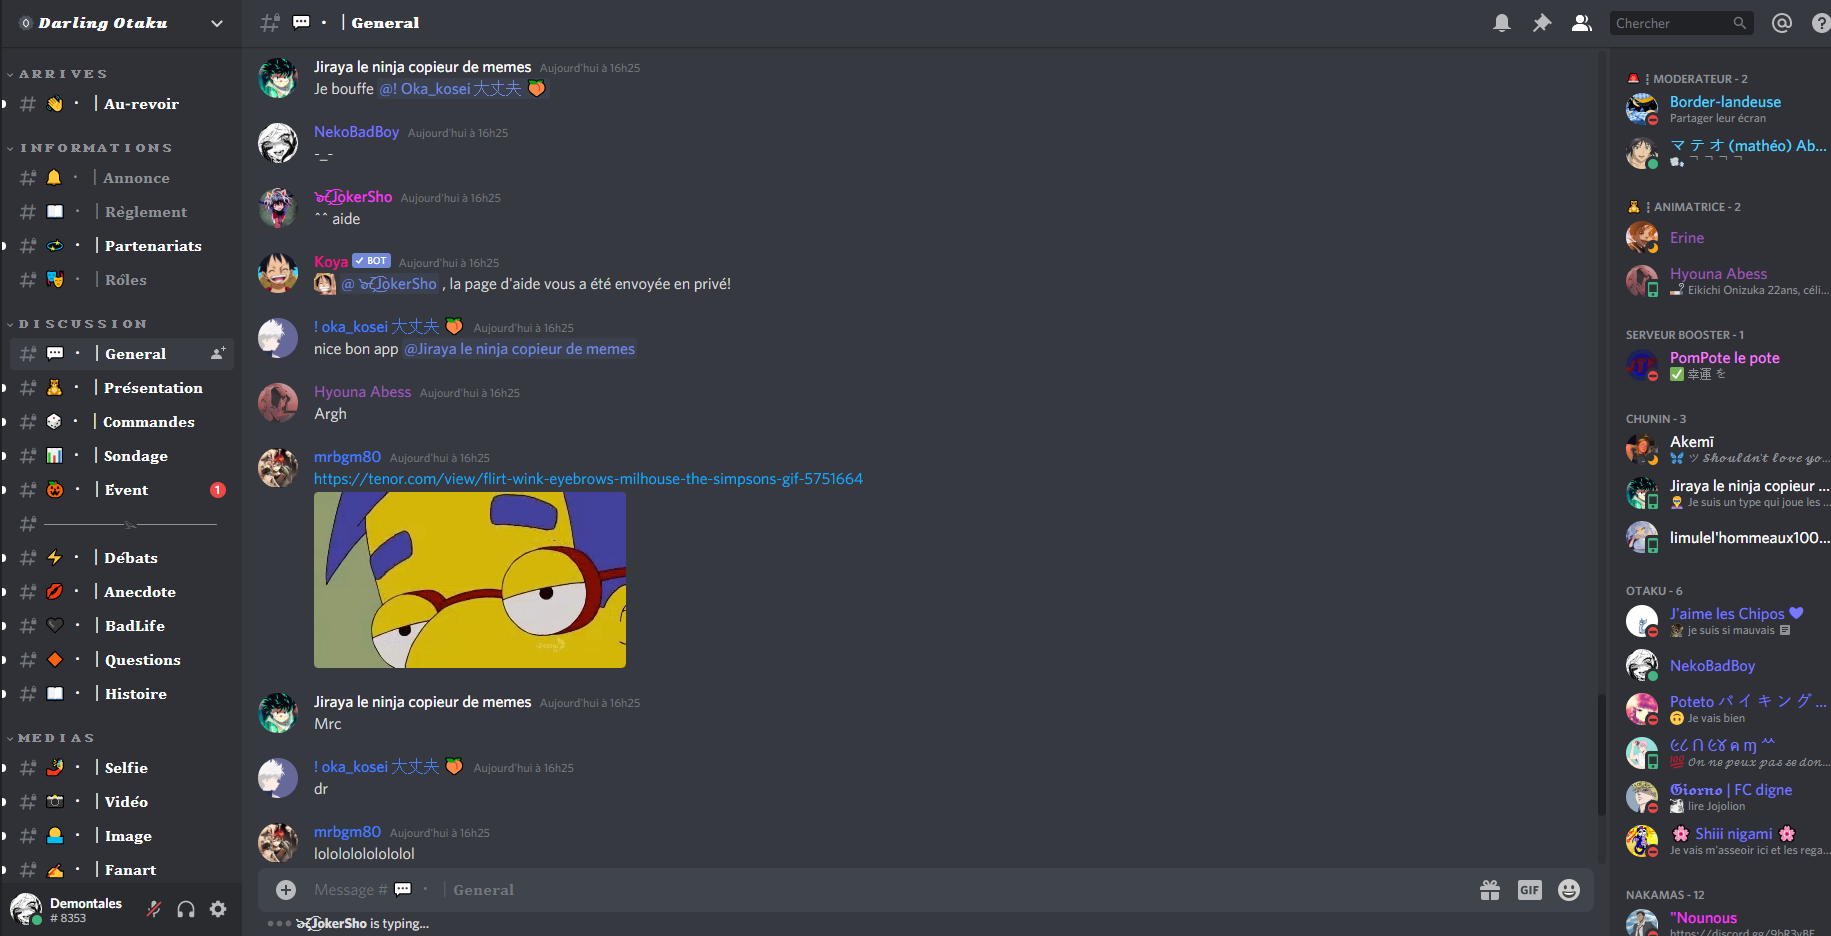 Darling Otaku
ARRIVES
Au-revoir
INFORMATIONS
Annonce
Règlement
Partenariats
Rôles
DISCUSSION
General
Présentation
Commandes
Sondage
Event 1
Débats
Anecdote
BadLife
Questions
Histoire
MEDIAS
Selfie
Vidéo
Image
Fanart
Demontales
# 8353
General
Jiraya le ninja copieur de memes Aujourd'hui à 16h25
Je bouffe @! Oka_kosei 大丈夫 🍑
NekoBadBoy Aujourd'hui à 16h25
-_-
JokerSho Aujourd'hui à 16h25
^^ aide
Koya ✓ BOT Aujourd'hui à 16h25
@ JokerSho , la page d'aide vous a été envoyée en privé!
! oka_kosei 大丈夫 🍑 Aujourd'hui à 16h25
nice bon app @Jiraya le ninja copieur de memes
Hyouna Abess Aujourd'hui à 16h25
Argh
mrbgm80 Aujourd'hui à 16h25
https://tenor.com/view/flirt-wink-eyebrows-milhouse-the-simpsons-gif-5751664
Jiraya le ninja copieur de memes Aujourd'hui à 16h25
Mrc
! oka_kosei 大丈夫 🍑 Aujourd'hui à 16h25
dr
mrbgm80 Aujourd'hui à 16h25
lolololololololol
Message # 💬 · | General
GIF
JokerSho is typing...
Chercher
MODERATEUR - 2
Border-landeuse
Partager leur écran
マ テ オ (mathéo) Ab...
ANIMATRICE - 2
Erine
Hyouna Abess
Eikichi Onizuka 22ans, céli...
SERVEUR BOOSTER - 1
PomPote le pote
✅ 幸運 を
CHUNIN - 3
Akemī
🦋 ツ Shouldn't love yo...
Jiraya le ninja copieur ...
Je suis un type qui joue les ...
limulel'hommeaux100...
OTAKU - 6
J'aime les Chipos
je suis si mauvais
NekoBadBoy
Poteto バ イ キ ン グ ...
🙃 Je vais bien
💯 On ne peux pas se don...
𝕲𝖎𝖔𝖗𝖓𝖔 | FC digne
lire Jojolion
🌸 Shiii nigami 🌸
Je vais m'asseoir ici et les rega...
NAKAMAS - 12
"Nounous